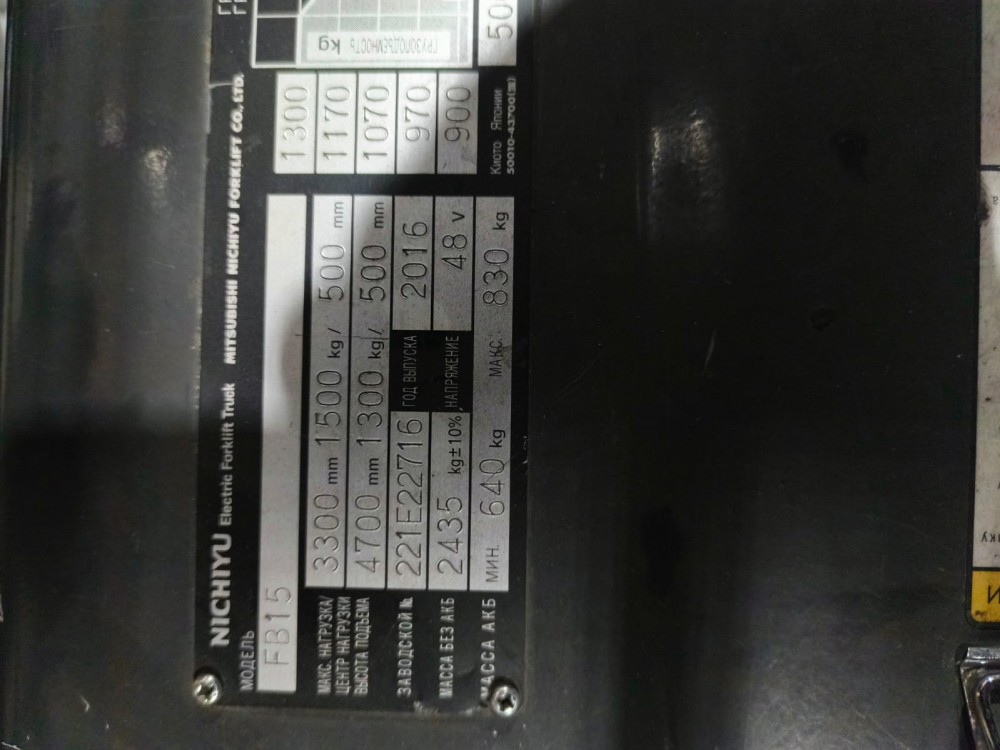 NICHIYU Electric Forklift Truck MITSUBISHI NICHIYU FORKLIFT CO.,LTD.
МОДЕЛЬ
FB15
МАКС. НАГРУЗКА/
ЦЕНТР НАГРУЗКИ
ВЫСОТА ПОДЪЕМА
3300 mm 1500 kg/ 500 mm
4700 mm 1300 kg/ 500 mm
ЗАВОДСКОЙ № 221E22716 ГОД ВЫПУСКА 2016
МАССА БЕЗ АКБ 2435 kg±10% НАПРЯЖЕНИЕ 48 V
МАССА АКБ МИН. 640 kg МАКС. 830 kg
1300
1170
1070
970
900
Киото Японии
50010-43700
ГРУЗОПОДЪЕМНОСТЬ kg